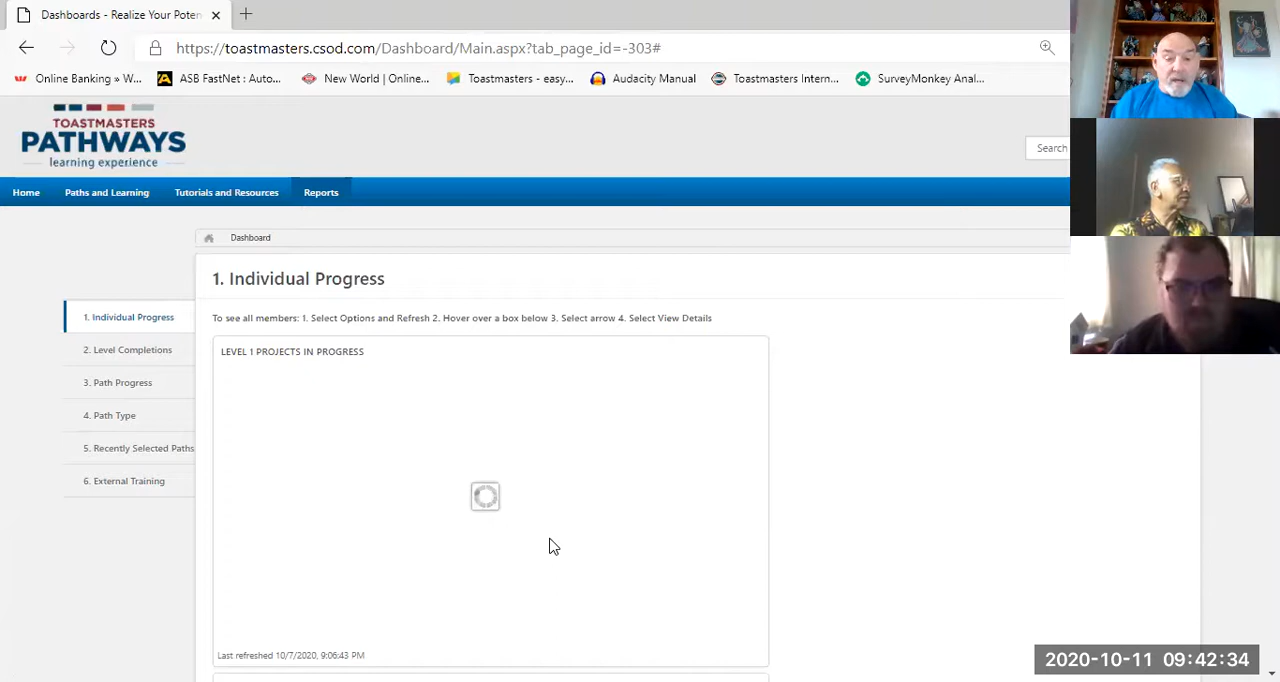 Dashboards - Realize Your Poten
https://toastmasters.csod.com/Dashboard/Main.aspx?tab_page_id=-303#
Online Banking » W...
ASB FastNet : Auto...
New World | Online...
Toastmasters - easy...
Audacity Manual
Toastmasters Intern...
SurveyMonkey Anal...
TOASTMASTERS
PATHWAYS
learning experience
Search
Home
Paths and Learning
Tutorials and Resources
Reports
Dashboard
1. Individual Progress
2. Level Completions
3. Path Progress
4. Path Type
5. Recently Selected Paths
6. External Training
1. Individual Progress
To see all members: 1. Select Options and Refresh 2. Hover over a box below 3. Select arrow 4. Select View Details
LEVEL 1 PROJECTS IN PROGRESS
Last refreshed 10/7/2020, 9:06:43 PM
2020-10-11 09:42:34